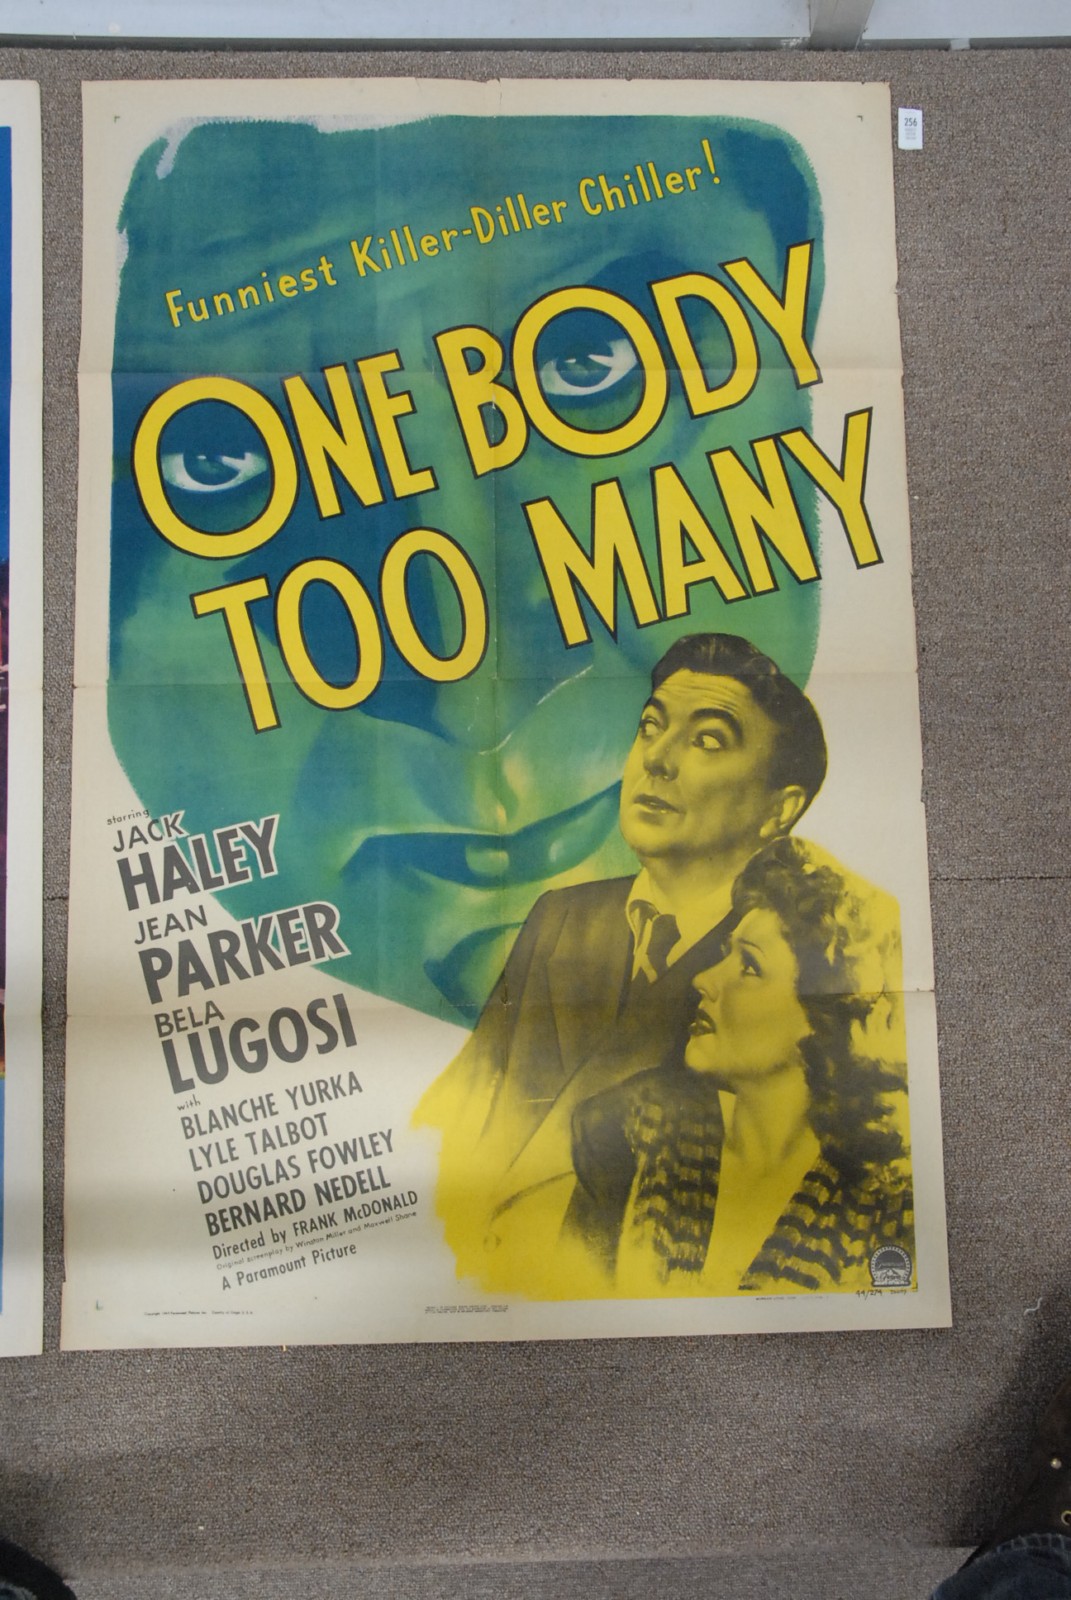 256
Funniest Killer-Diller Chiller!
ONE BODY
TOO MANY
starring
JACK
HALEY
JEAN
PARKER
BELA
LUGOSI
with
BLANCHE YURKA
LYLE TALBOT
DOUGLAS FOWLEY
BERNARD NEDELL
Directed by FRANK McDONALD
Original screenplay by Winston Miller and Maxwell Shane
A Paramount Picture
44/274